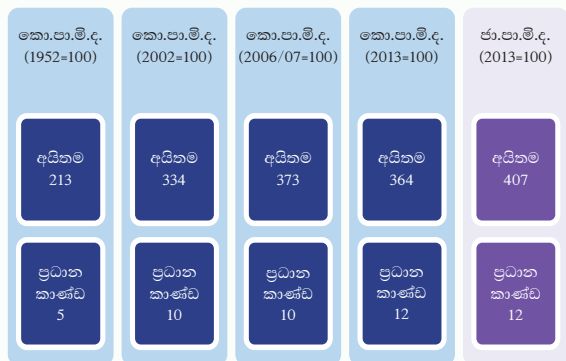 කො.පා.මි.ද.
(1952=100)
අයිතම
213
ප්‍රධාන
කාණ්ඩ
5
කො.පා.මි.ද.
(2002=100)
අයිතම
334
ප්‍රධාන
කාණ්ඩ
10
කො.පා.මි.ද.
(2006/07=100)
අයිතම
373
ප්‍රධාන
කාණ්ඩ
10
කො.පා.මි.ද.
(2013=100)
අයිතම
364
ප්‍රධාන
කාණ්ඩ
12
ජා.පා.මි.ද.
(2013=100)
අයිතම
407
ප්‍රධාන
කාණ්ඩ
12